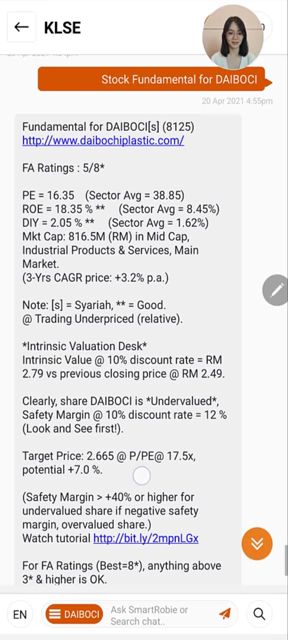 KLSE
Stock Fundamental for DAIBOCI
20 Apr 2021 4:55pm
Fundamental for DAIBOCI[s] (8125)
http://www.daibochiplastic.com/
FA Ratings : 5/8*
PE = 16.35 (Sector Avg = 38.85)
ROE = 18.35 % ** (Sector Avg = 8.45%)
DIY = 2.05 % ** (Sector Avg = 1.62%)
Mkt Cap: 816.5M (RM) in Mid Cap,
Industrial Products & Services, Main
Market.
(3-Yrs CAGR price: +3.2% p.a.)
Note: [s] = Syariah, ** = Good.
@ Trading Underpriced (relative).
*Intrinsic Valuation Desk*
Intrinsic Value @ 10% discount rate = RM
2.79 vs previous closing price @ RM 2.49.
Clearly, share DAIBOCI is *Undervalued*,
Safety Margin @ 10% discount rate = 12 %
(Look and See first!).
Target Price: 2.665 @ P/PE@ 17.5x,
potential +7.0 %.
(Safety Margin > +40% or higher for
undervalued share if negative safety
margin, overvalued share.)
Watch tutorial http://bit.ly/2mpnLGx
For FA Ratings (Best=8*), anything above
3* & higher is OK.
EN
DAIBOCI
Ask SmartRobie or
Search chat..